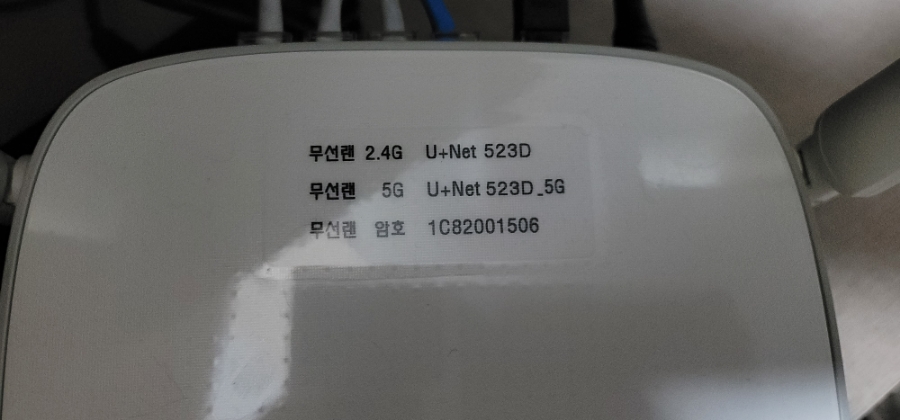 무선랜 2.4G U+Net 523D
무선랜 5G U+Net 523D_5G
무선랜 암호 1C82001506